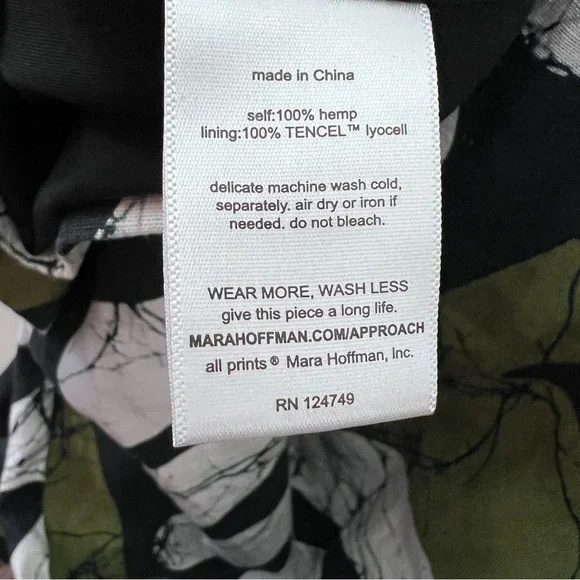 made in China
self:100% hemp
lining:100% TENCEL™ lyocell
delicate machine wash cold,
separately. air dry or iron if
needed. do not bleach.
WEAR MORE, WASH LESS
give this piece a long life.
MARAHOFFMAN.COM/APPROACH
all prints ® Mara Hoffman, Inc.
RN 124749